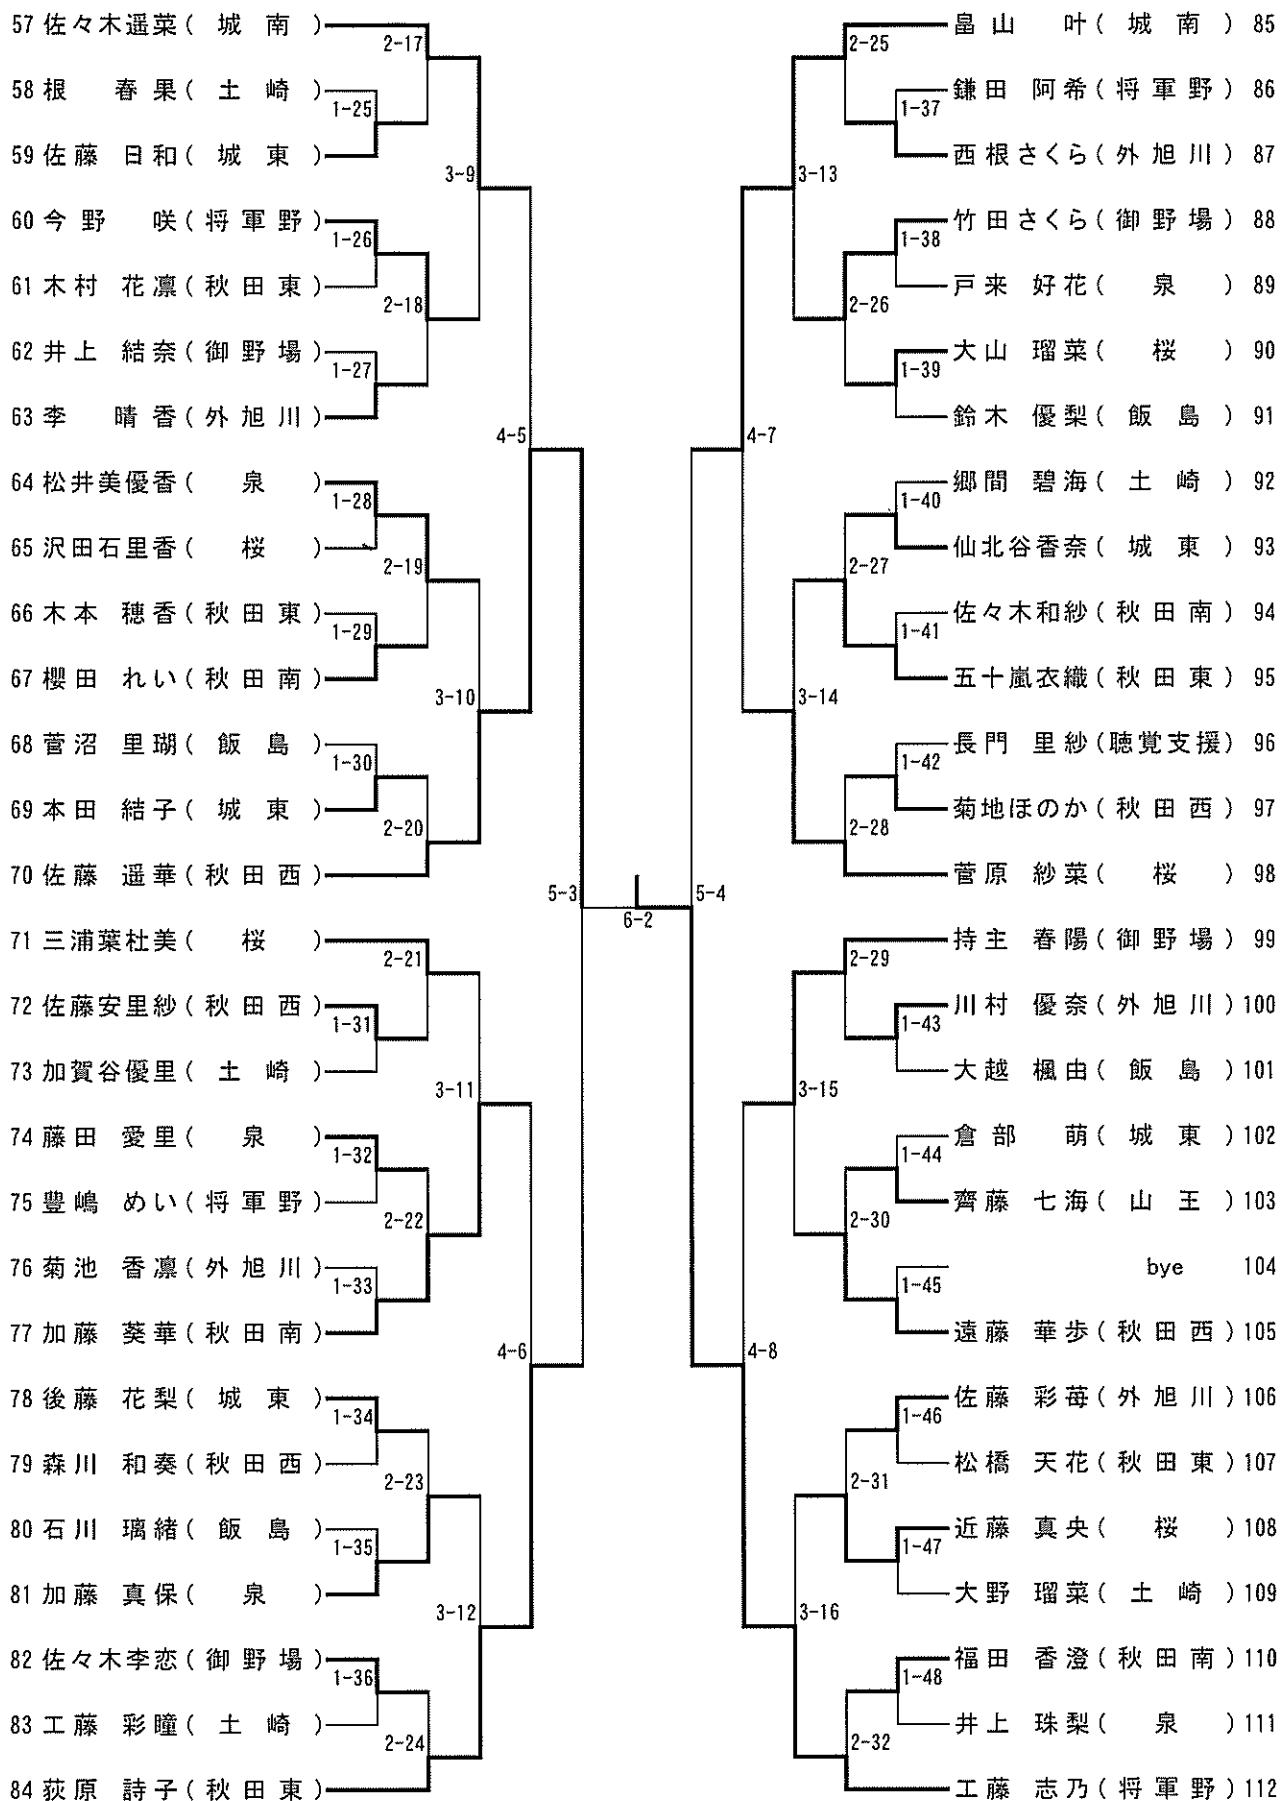 57 佐々木遥菜 ( 城 南 )
2-17
58 根 春果 ( 土 崎 )
1-25
59 佐藤 日和 ( 城 東 )
3-9
60 今野 咲 ( 将軍野 )
1-26
61 木村 花凛 ( 秋田東 )
2-18
62 井上 結奈 ( 御野場 )
1-27
63 李 晴香 ( 外旭川 )
4-5
64 松井美優香 ( 泉 )
1-28
65 沢田石里香 ( 桜 )
2-19
66 木本 穂香 ( 秋田東 )
1-29
67 櫻田 れい ( 秋田南 )
3-10
68 菅沼 里瑚 ( 飯 島 )
1-30
69 本田 結子 ( 城 東 )
2-20
70 佐藤 遥華 ( 秋田西 )
5-3
71 三浦葉杜美 ( 桜 )
2-21
72 佐藤安里紗 ( 秋田西 )
1-31
73 加賀谷優里 ( 土 崎 )
3-11
74 藤田 愛里 ( 泉 )
1-32
75 豊嶋 めい ( 将軍野 )
2-22
76 菊池 香凛 ( 外旭川 )
1-33
77 加藤 葵華 ( 秋田南 )
4-6
78 後藤 花梨 ( 城 東 )
1-34
79 森川 和奏 ( 秋田西 )
2-23
80 石川 璃緒 ( 飯 島 )
1-35
81 加藤 真保 ( 泉 )
3-12
82 佐々木李恋 ( 御野場 )
1-36
83 工藤 彩瞳 ( 土 崎 )
2-24
84 荻原 詩子 ( 秋田東 )
6-2
畠山 叶 ( 城 南 ) 85
2-25
鎌田 阿希 ( 将軍野 ) 86
1-37
西根さくら ( 外旭川 ) 87
3-13
竹田さくら ( 御野場 ) 88
1-38
戸来 好花 ( 泉 ) 89
2-26
大山 瑠菜 ( 桜 ) 90
1-39
鈴木 優梨 ( 飯 島 ) 91
4-7
郷間 碧海 ( 土 崎 ) 92
1-40
仙北谷香奈 ( 城 東 ) 93
2-27
佐々木和紗 ( 秋田南 ) 94
1-41
五十嵐衣織 ( 秋田東 ) 95
3-14
長門 里紗 ( 聴覚支援 ) 96
1-42
菊地ほのか ( 秋田西 ) 97
2-28
菅原 紗菜 ( 桜 ) 98
5-4
持主 春陽 ( 御野場 ) 99
2-29
川村 優奈 ( 外旭川 ) 100
1-43
大越 楓由 ( 飯 島 ) 101
3-15
倉部 萌 ( 城 東 ) 102
1-44
齊藤 七海 ( 山 王 ) 103
2-30
bye 104
1-45
遠藤 華歩 ( 秋田西 ) 105
4-8
佐藤 彩苺 ( 外旭川 ) 106
1-46
松橋 天花 ( 秋田東 ) 107
2-31
近藤 真央 ( 桜 ) 108
1-47
大野 瑠菜 ( 土 崎 ) 109
3-16
福田 香澄 ( 秋田南 ) 110
1-48
井上 珠梨 ( 泉 ) 111
2-32
工藤 志乃 ( 将軍野 ) 112